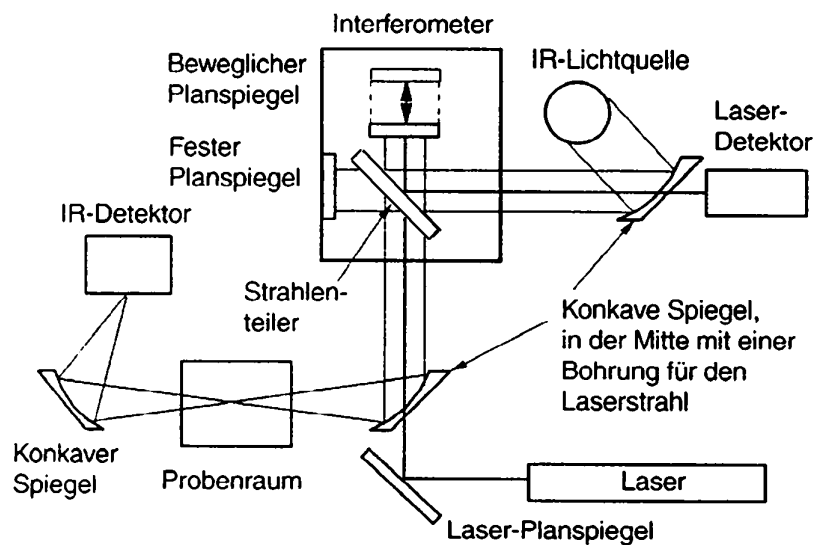 Interferometer
Beweglicher
Planspiegel
IR-Lichtquelle
Laser-
Detektor
Fester
Planspiegel
IR-Detektor
Strahlen-
teiler
Konkave Spiegel,
in der Mitte mit einer
Bohrung für den
Laserstrahl
Konkaver
Spiegel
Probenraum
Laser
Laser-Planspiegel